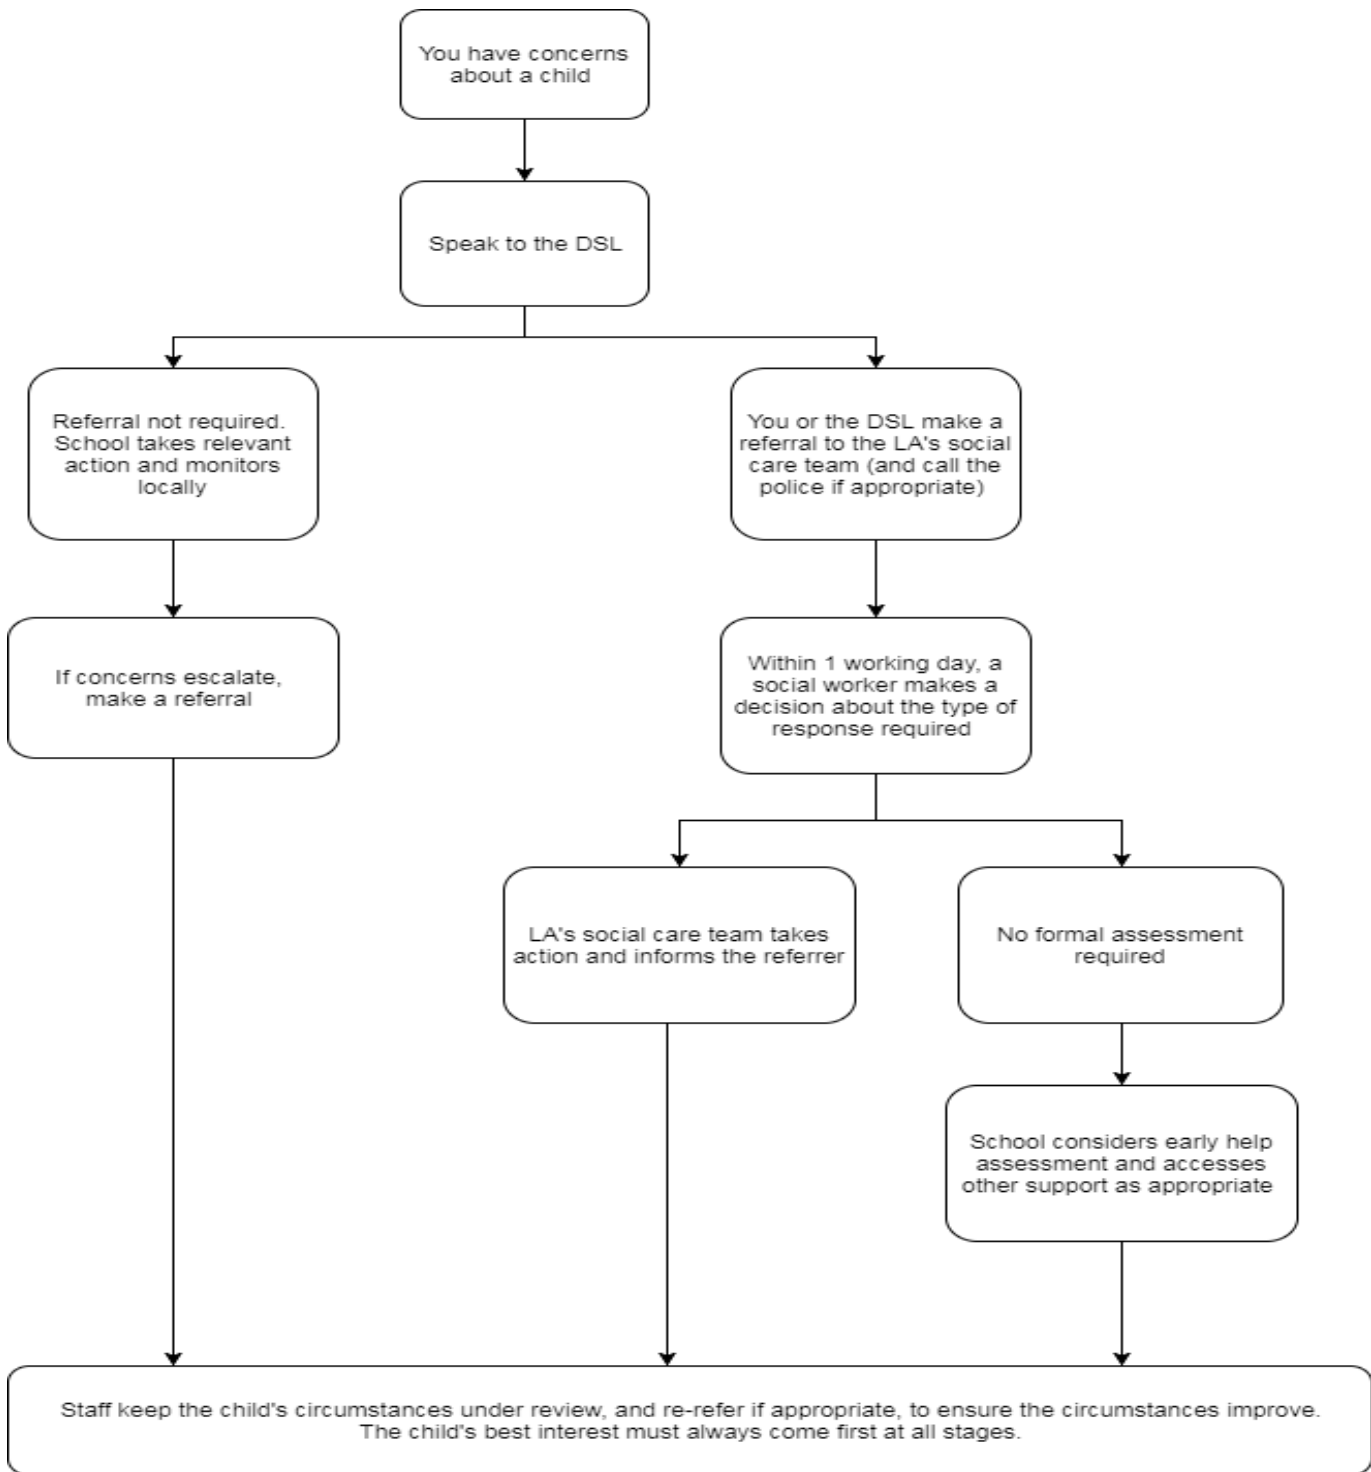 You have concerns
about a child
Speak to the DSL
Referral not required.
School takes relevant
action and monitors
locally
You or the DSL make a
referral to the LA's social
care team (and call the
police if appropriate)
If concerns escalate,
make a referral
Within 1 working day, a
social worker makes a
decision about the type of
response required
LA's social care team takes
action and informs the referrer
No formal assessment
required
School considers early help
assessment and accesses
other support as appropriate
Staff keep the child's circumstances under review, and re-refer if appropriate, to ensure the circumstances improve.
The child's best interest must always come first at all stages.